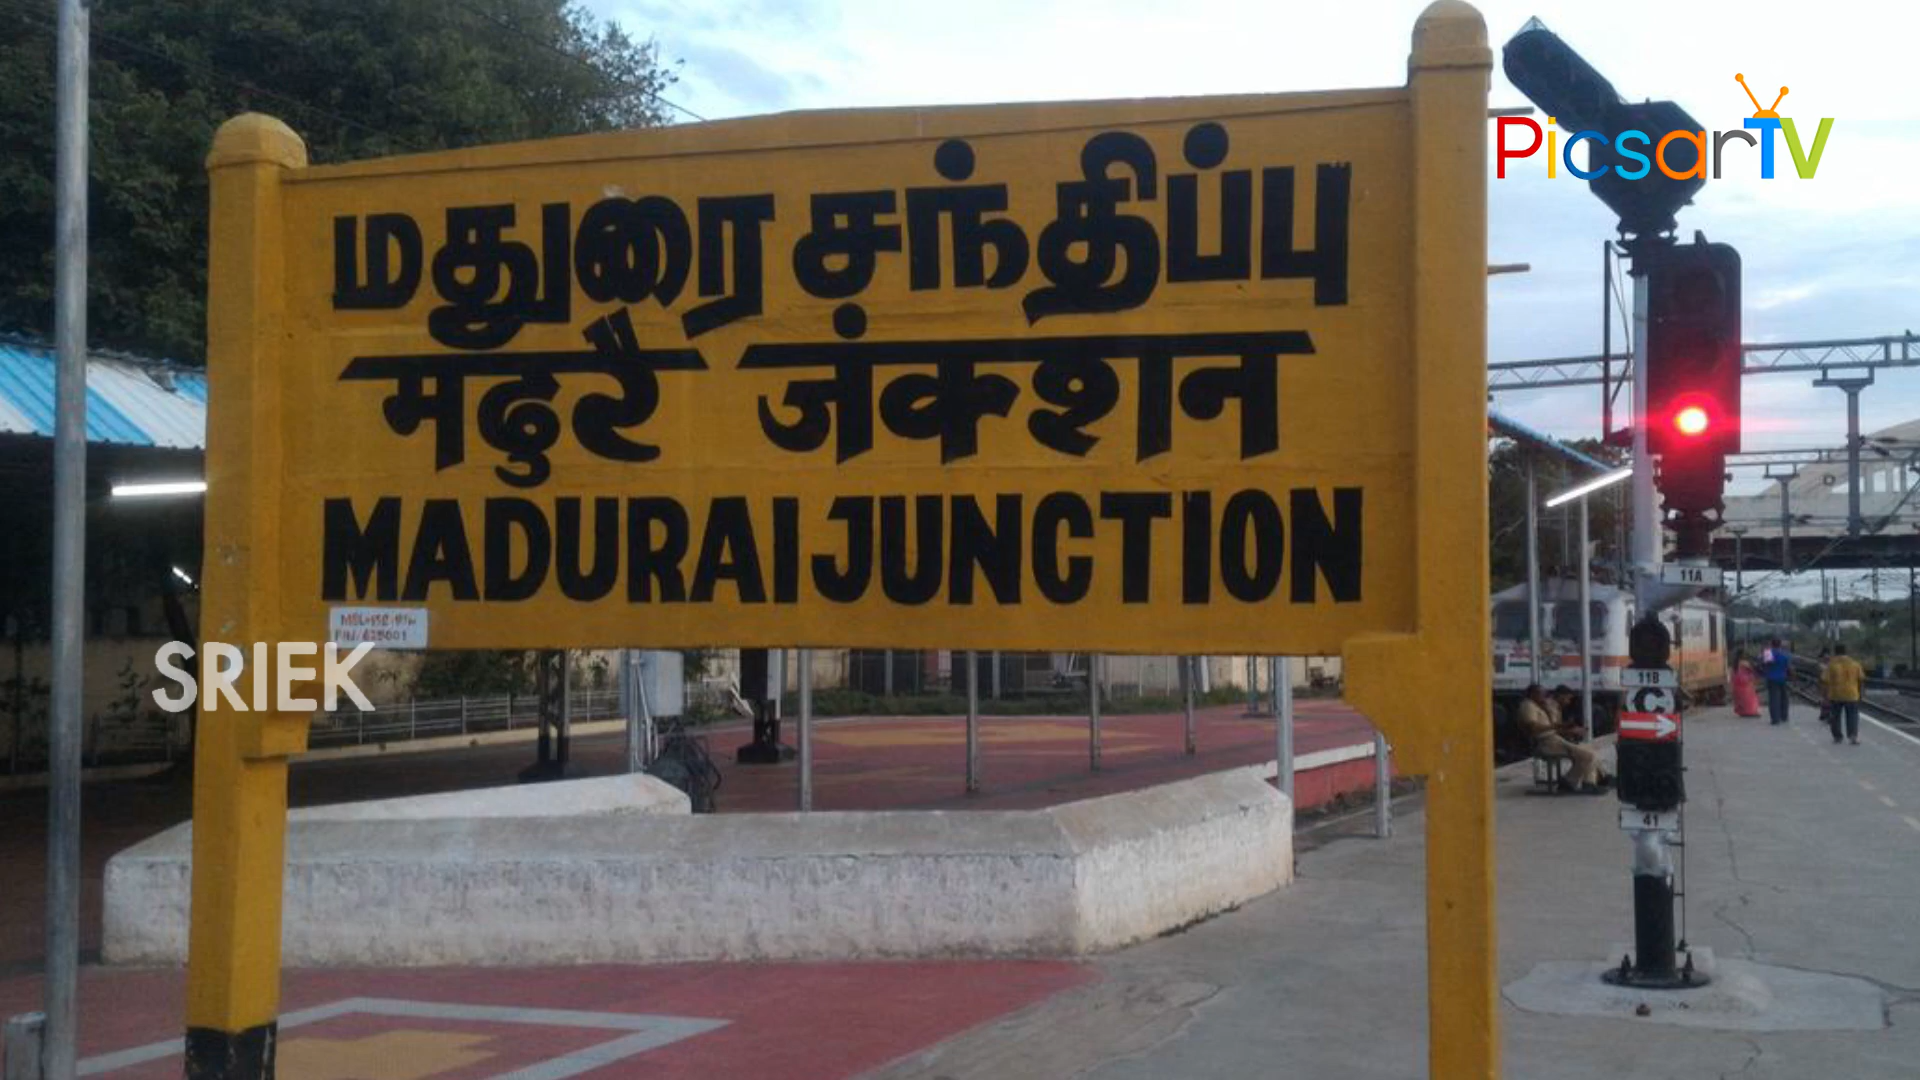 மதுரை சந்திப்பு
मदुरै जंकशन
MADURAI JUNCTION
PicsarTV
SRIEK
11A
11B
C
41